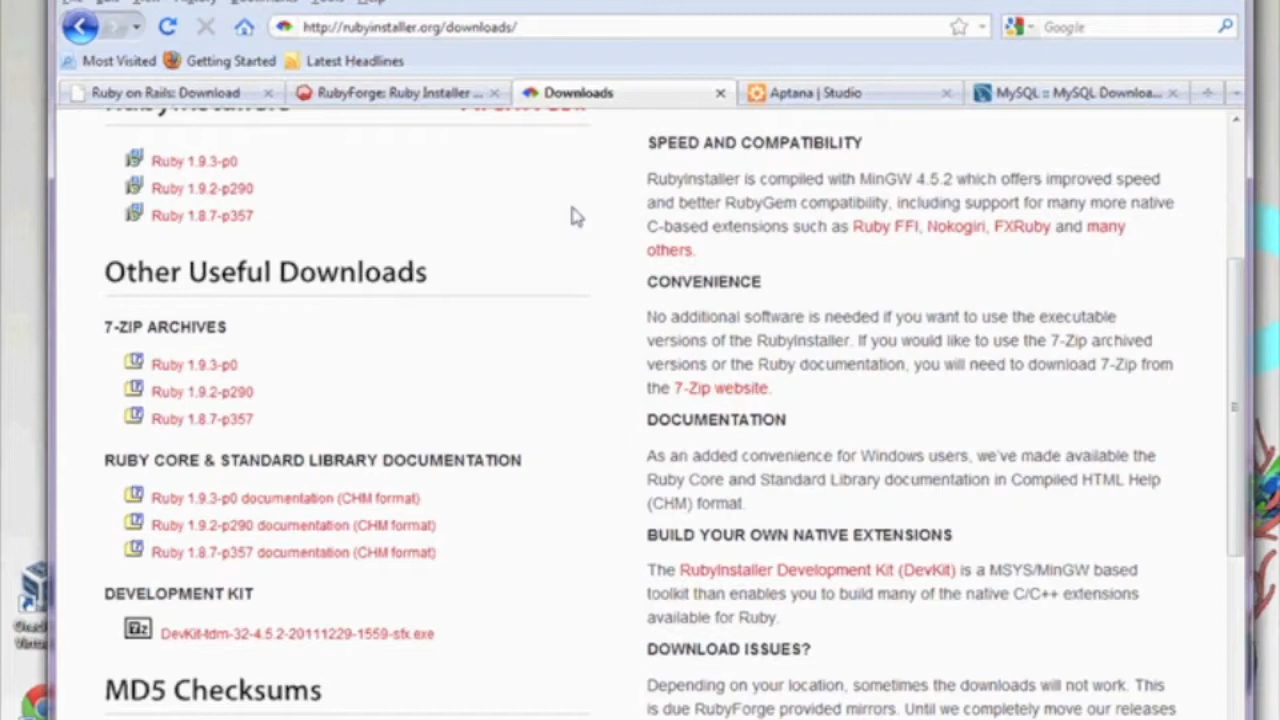 http://rubyinstaller.org/downloads/
Google
Most Visited Getting Started Latest Headlines
Ruby on Rails: Download
RubyForge: Ruby Installer ...
Downloads
Aptana | Studio
MySQL :: MySQL Downloa...
Ruby 1.9.3-p0
Ruby 1.9.2-p290
Ruby 1.8.7-p357
Other Useful Downloads
7-ZIP ARCHIVES
Ruby 1.9.3-p0
Ruby 1.9.2-p290
Ruby 1.8.7-p357
RUBY CORE & STANDARD LIBRARY DOCUMENTATION
Ruby 1.9.3-p0 documentation (CHM format)
Ruby 1.9.2-p290 documentation (CHM format)
Ruby 1.8.7-p357 documentation (CHM format)
DEVELOPMENT KIT
DevKit-tdm-32-4.5.2-20111229-1559-sfx.exe
MD5 Checksums
SPEED AND COMPATIBILITY
RubyInstaller is compiled with MinGW 4.5.2 which offers improved speed
and better RubyGem compatibility, including support for many more native
C-based extensions such as Ruby FFI, Nokogiri, FXRuby and many
others.
CONVENIENCE
No additional software is needed if you want to use the executable
versions of the RubyInstaller. If you would like to use the 7-Zip archived
versions or the Ruby documentation, you will need to download 7-Zip from
the 7-Zip website.
DOCUMENTATION
As an added convenience for Windows users, we've made available the
Ruby Core and Standard Library documentation in Compiled HTML Help
(CHM) format.
BUILD YOUR OWN NATIVE EXTENSIONS
The RubyInstaller Development Kit (DevKit) is a MSYS/MinGW based
toolkit than enables you to build many of the native C/C++ extensions
available for Ruby.
DOWNLOAD ISSUES?
Depending on your location, sometimes the downloads will not work. This
is due RubyForge provided mirrors. Until we completely move our releases